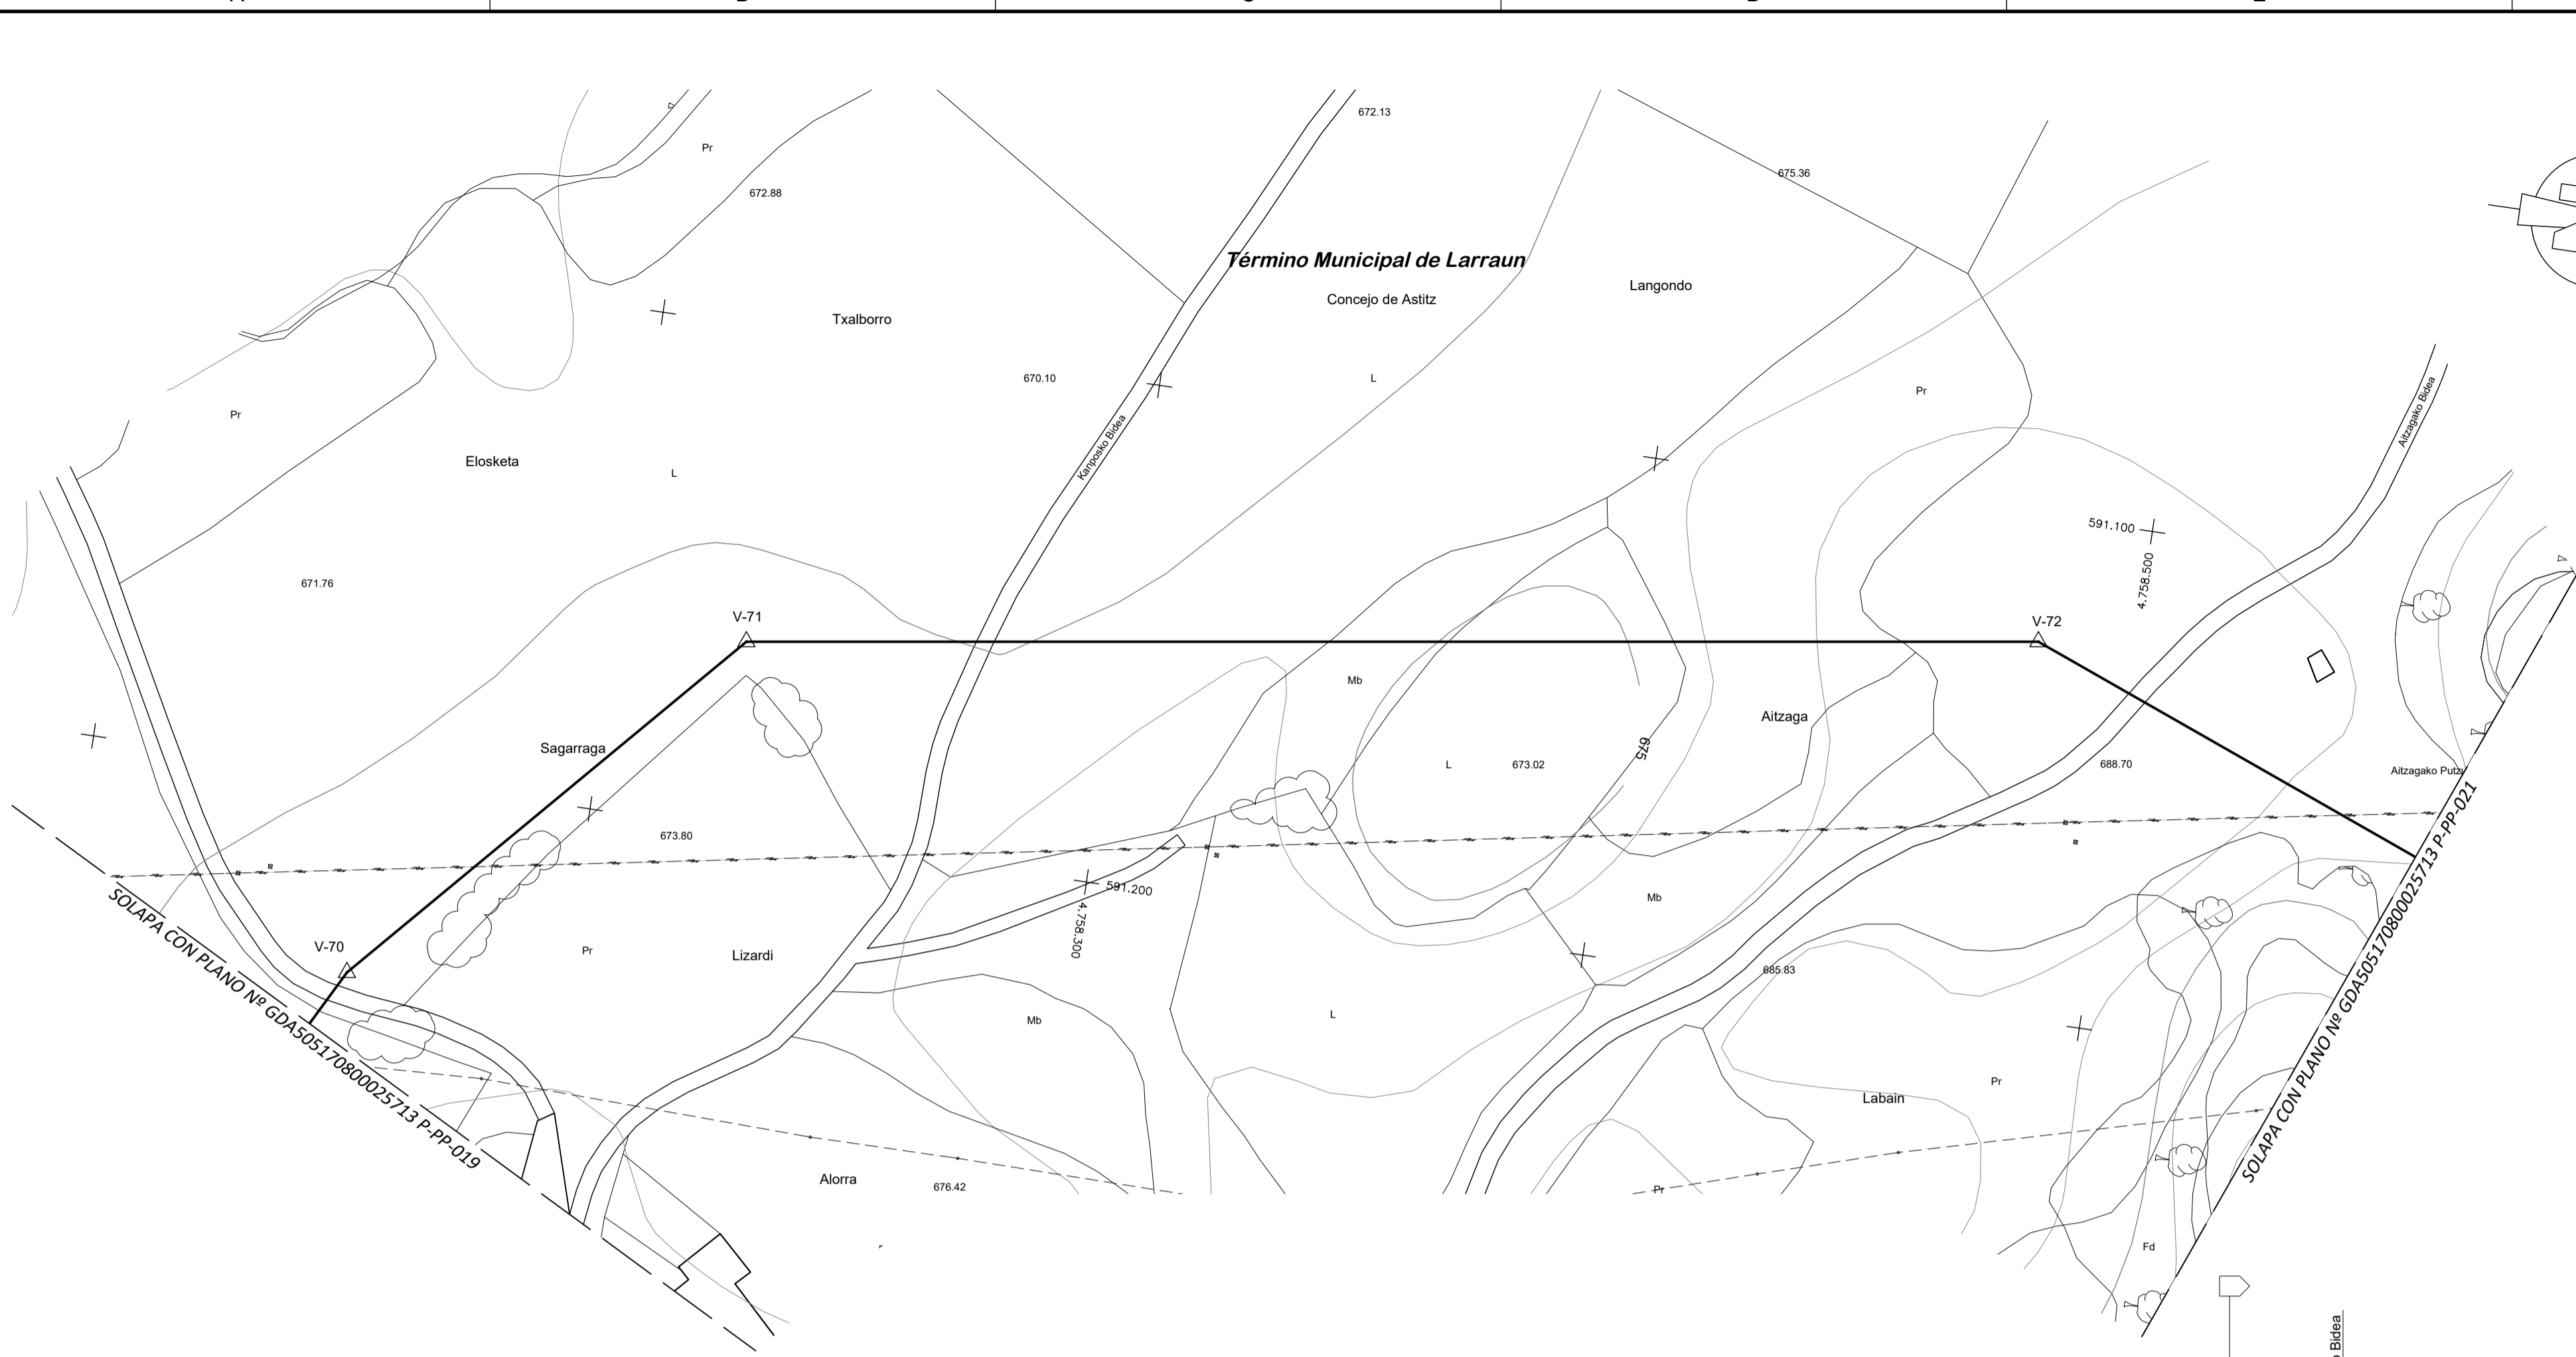 672.13
Pr
675.36
672.88
Término Municipal de Larraun
Langondo
Concejo de Astitz
Txalborro
670.10
L
Pr
Aitzagako Bidea
Pr
Kanposko Bidea
Elosketa
L
591.100
4.758.500
671.76
V-71
V-72
Mb
Aitzaga
Sagarraga
675
L
673.02
688.70
Aitzagako Putzu
673.80
591.200
4.758.300
Mb
V-70
Pr
Lizardi
685.83
SOLAPA CON PLANO Nº GDA505170800025713 P-PP-019
SOLAPA CON PLANO Nº GDA505170800025713 P-PP-021
Mb
L
Pr
Labain
Alorra
676.42
Pr
Fd
Bidea